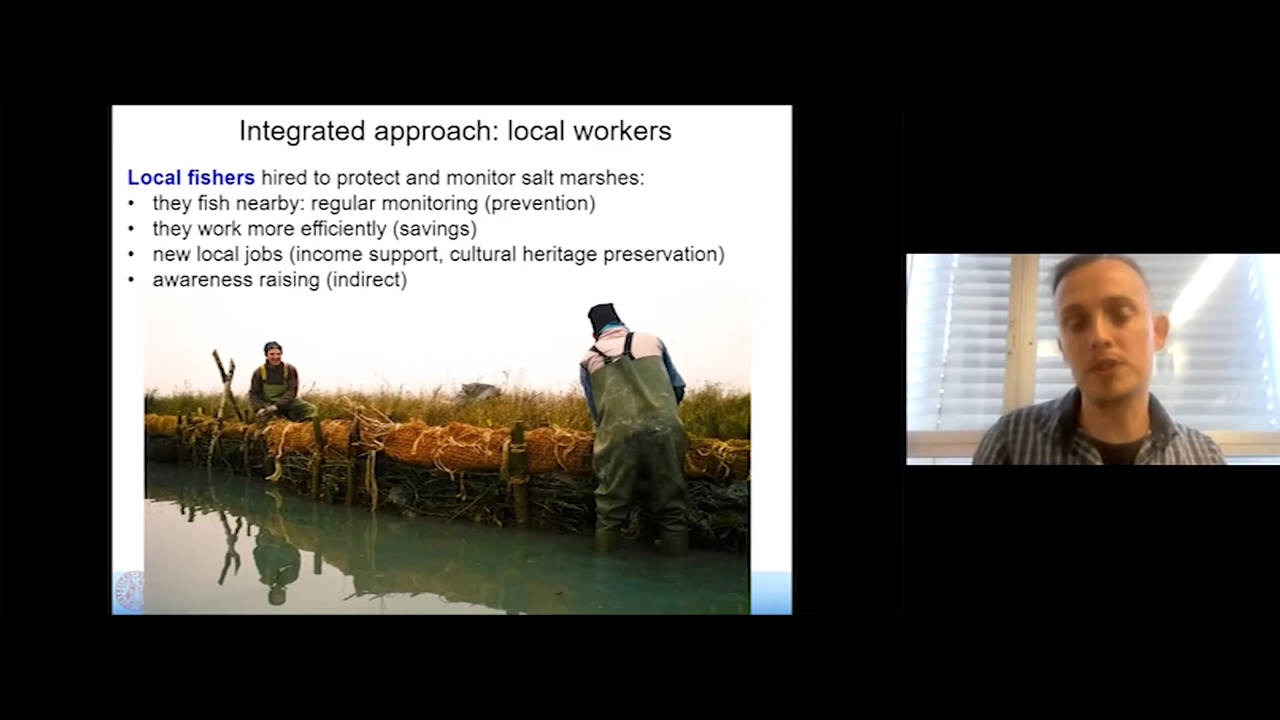 Integrated approach: local workers
Local fishers hired to protect and monitor salt marshes:
• they fish nearby: regular monitoring (prevention)
• they work more efficiently (savings)
• new local jobs (income support, cultural heritage preservation)
• awareness raising (indirect)